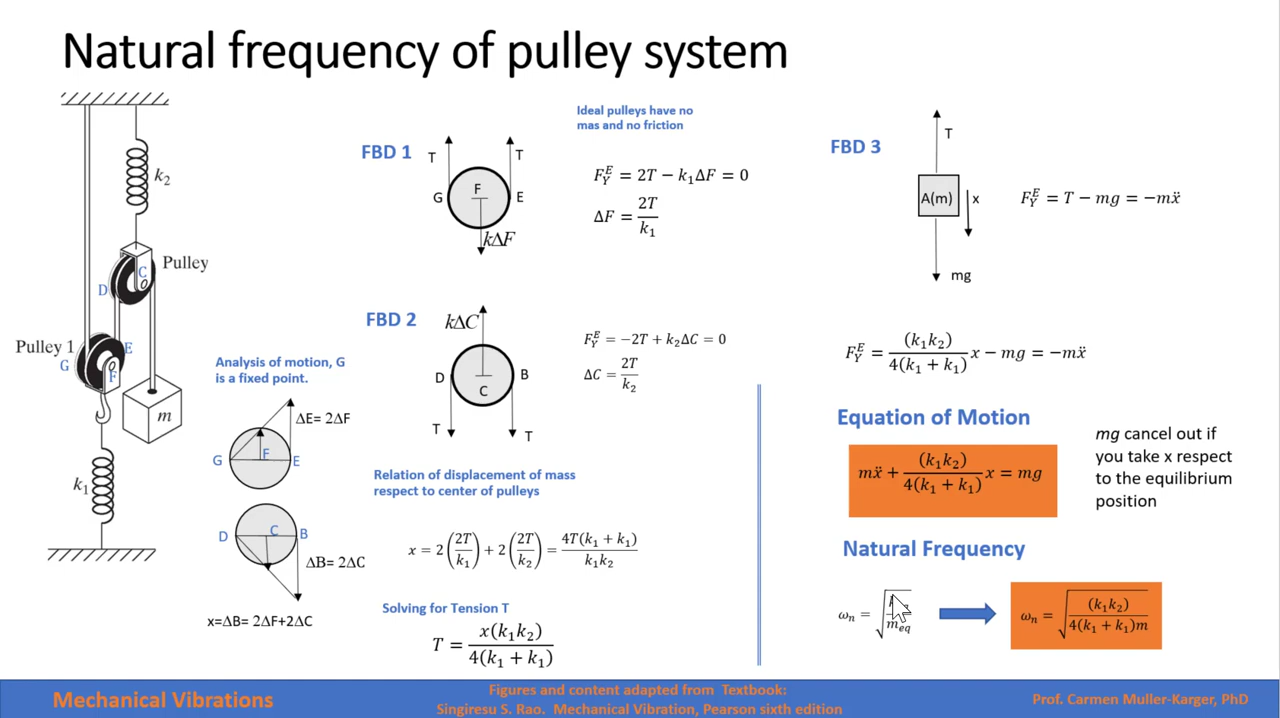 Natural frequency of pulley system
k₂
Pulley
C
D
Pulley 1
E
G
F
m
k₁
Analysis of motion, G
is a fixed point.
ΔE= 2ΔF
G
F
E
D
C
B
ΔB= 2ΔC
x=ΔB= 2ΔF+2ΔC
FBD 1
T
T
G
F
E
kΔF
Ideal pulleys have no
mas and no friction
F_Y^E = 2T − k₁ΔF = 0
ΔF = 2T/k₁
FBD 2
kΔC
D
B
C
T
T
F_Y^E = −2T + k₂ΔC = 0
ΔC = 2T/k₂
Relation of displacement of mass
respect to center of pulleys
x = 2(2T/k₁) + 2(2T/k₂) = 4T(k₁ + k₁)/k₁k₂
Solving for Tension T
T = x(k₁k₂)/4(k₁ + k₁)
FBD 3
T
A(m)
x
mg
F_Y^E = T − mg = −mẍ
F_Y^E = (k₁k₂)/4(k₁ + k₁) x − mg = −mẍ
Equation of Motion
mẍ + (k₁k₂)/4(k₁ + k₁) x = mg
mg cancel out if
you take x respect
to the equilibrium
position
Natural Frequency
ωₙ = √ m_eq
ωₙ = √(k₁k₂)/4(k₁ + k₁)m
Mechanical Vibrations
Figures and content adapted from Textbook:
Singiresu S. Rao. Mechanical Vibration, Pearson sixth edition
Prof. Carmen Muller-Karger, PhD